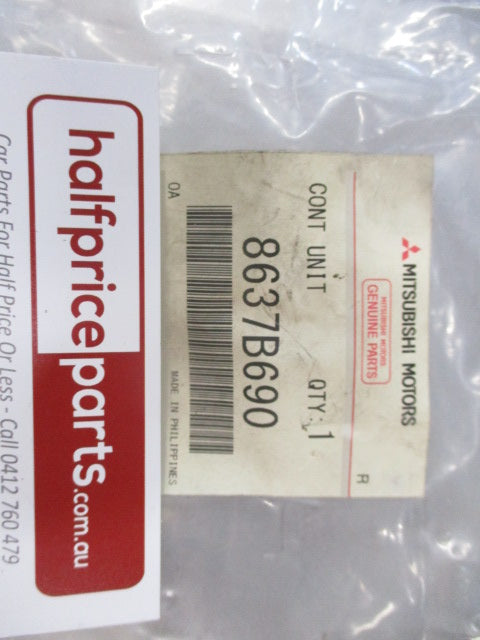 halfpriceparts.com.au
Car Parts For Half Price Or Less - Call 0412 760 479
MITSUBISHI MOTORS
MITSUBISHI MOTORS
GENUINE PARTS
R
CONT UNIT QTY: 1
8637B690
OA MADE IN PHILIPPINES